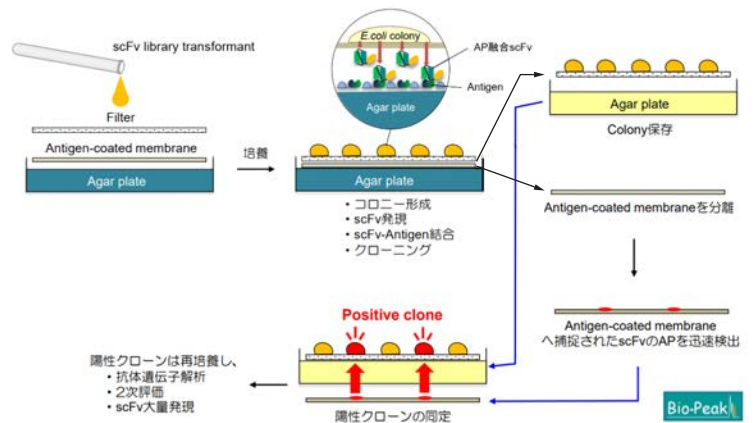 scFv library transformant
Filter
Antigen-coated membrane
Agar plate
培養
E.coli colony
AP融合scFv
Antigen
Agar plate
Agar plate
・コロニー形成
・scFv発現
・scFv-Antigen結合
・クローニング
Agar plate
Colony保存
Antigen-coated membraneを分離
Antigen-coated membrane
へ捕捉されたscFvのAPを迅速検出
Positive clone
陽性クローンの同定
陽性クローンは再培養し、
・抗体遺伝子解析
・2次評価
・scFv大量発現
Bio-Peak